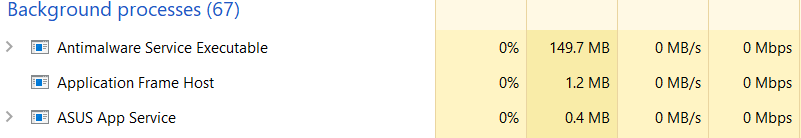 Background processes (67)
Antimalware Service Executable 0% 149.7 MB 0 MB/s 0 Mbps
Application Frame Host 0% 1.2 MB 0 MB/s 0 Mbps
ASUS App Service 0% 0.4 MB 0 MB/s 0 Mbps